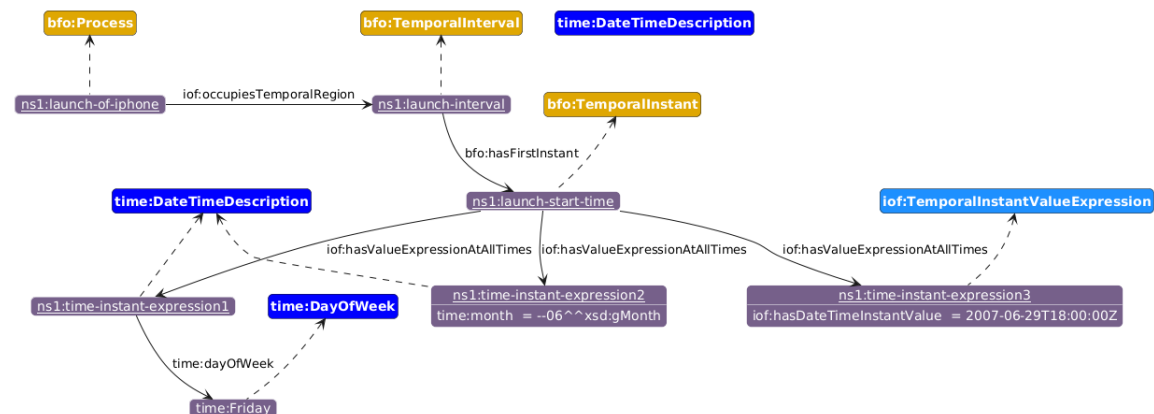 bfo:Process
bfo:TemporalInterval
time:DateTimeDescription
iof:occupiesTemporalRegion
ns1:launch-of-iphone
ns1:launch-interval
bfo:TemporalInstant
bfo:hasFirstInstant
time:DateTimeDescription
ns1:launch-start-time
iof:TemporalInstantValueExpression
iof:hasValueExpressionAtAllTimes
iof:hasValueExpressionAtAllTimes
iof:hasValueExpressionAtAllTimes
ns1:time-instant-expression1
time:DayOfWeek
ns1:time-instant-expression2
time:month = --06^^xsd:gMonth
ns1:time-instant-expression3
iof:hasDateTimeInstantValue = 2007-06-29T18:00:00Z
time:dayOfWeek
time:Friday